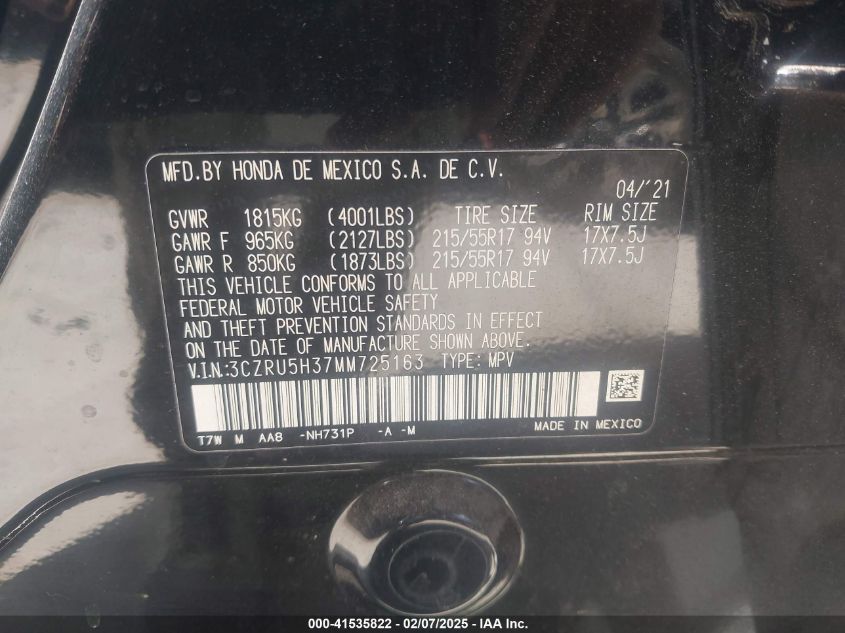 MFD.BY HONDA DE MEXICO S.A. DE C.V.
04/'21
GVWR 1815KG (4001LBS) TIRE SIZE RIM SIZE
GAWR F 965KG (2127LBS) 215/55R17 94V 17X7.5J
GAWR R 850KG (1873LBS) 215/55R17 94V 17X7.5J
THIS VEHICLE CONFORMS TO ALL APPLICABLE
FEDERAL MOTOR VEHICLE SAFETY
AND THEFT PREVENTION STANDARDS IN EFFECT
ON THE DATE OF MANUFACTURE SHOWN ABOVE.
V.I.N.:3CZRU5H37MM725163 TYPE: MPV
T7W M AA8 -NH731P -A -M MADE IN MEXICO
000-41535822 - 02/07/2025 - IAAI, Inc.